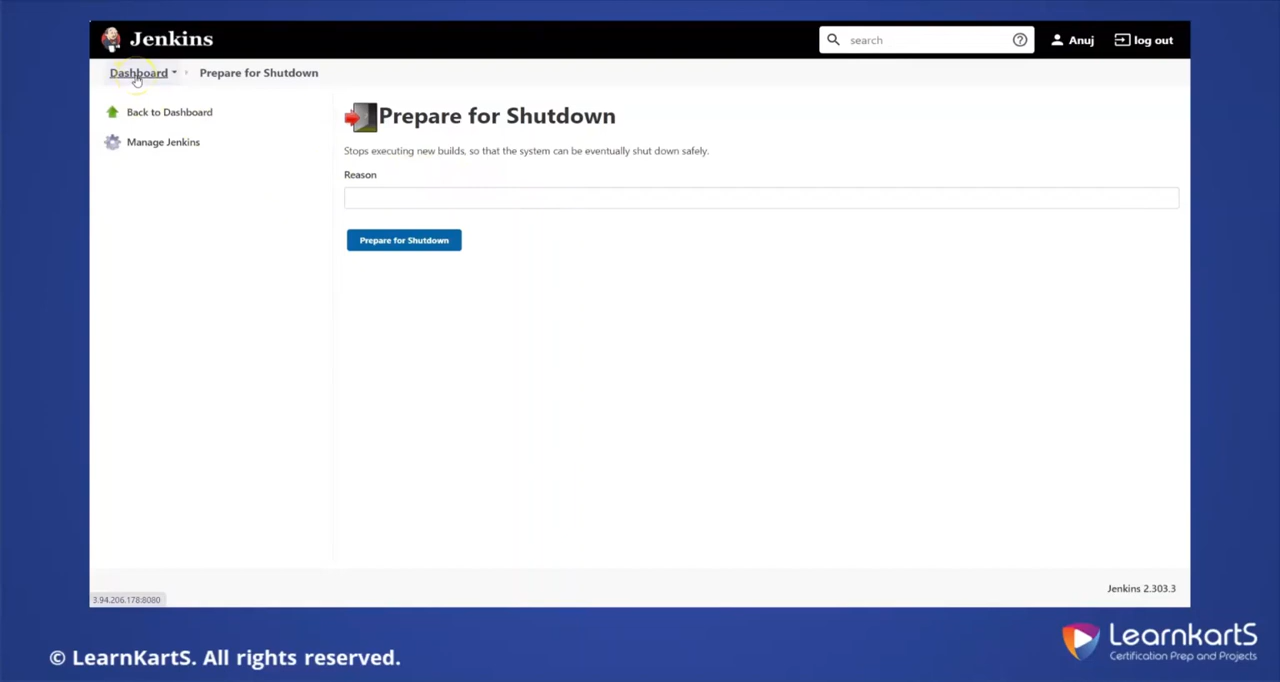 Jenkins
search
Anuj
log out
Dashboard
Prepare for Shutdown
Back to Dashboard
Manage Jenkins
Prepare for Shutdown
Stops executing new builds, so that the system can be eventually shut down safely.
Reason
Prepare for Shutdown
Jenkins 2.303.3
3.94.206.178:8080
© LearnKartS. All rights reserved.
LearnkartS
Certification Prep and Projects